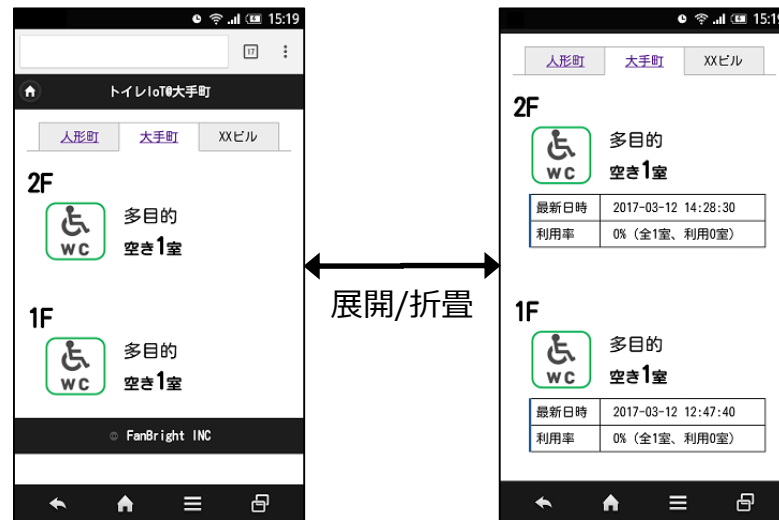 15:19
17
トイレIoT@大手町
人形町 大手町 XXビル
2F
WC
多目的
空き1室
1F
WC
多目的
空き1室
© FanBright INC
展開/折畳
15:19
人形町 大手町 XXビル
2F
WC
多目的
空き1室
最新日時 2017-03-12 14:28:30
利用率 0% (全1室、利用0室)
1F
WC
多目的
空き1室
最新日時 2017-03-12 12:47:40
利用率 0% (全1室、利用0室)